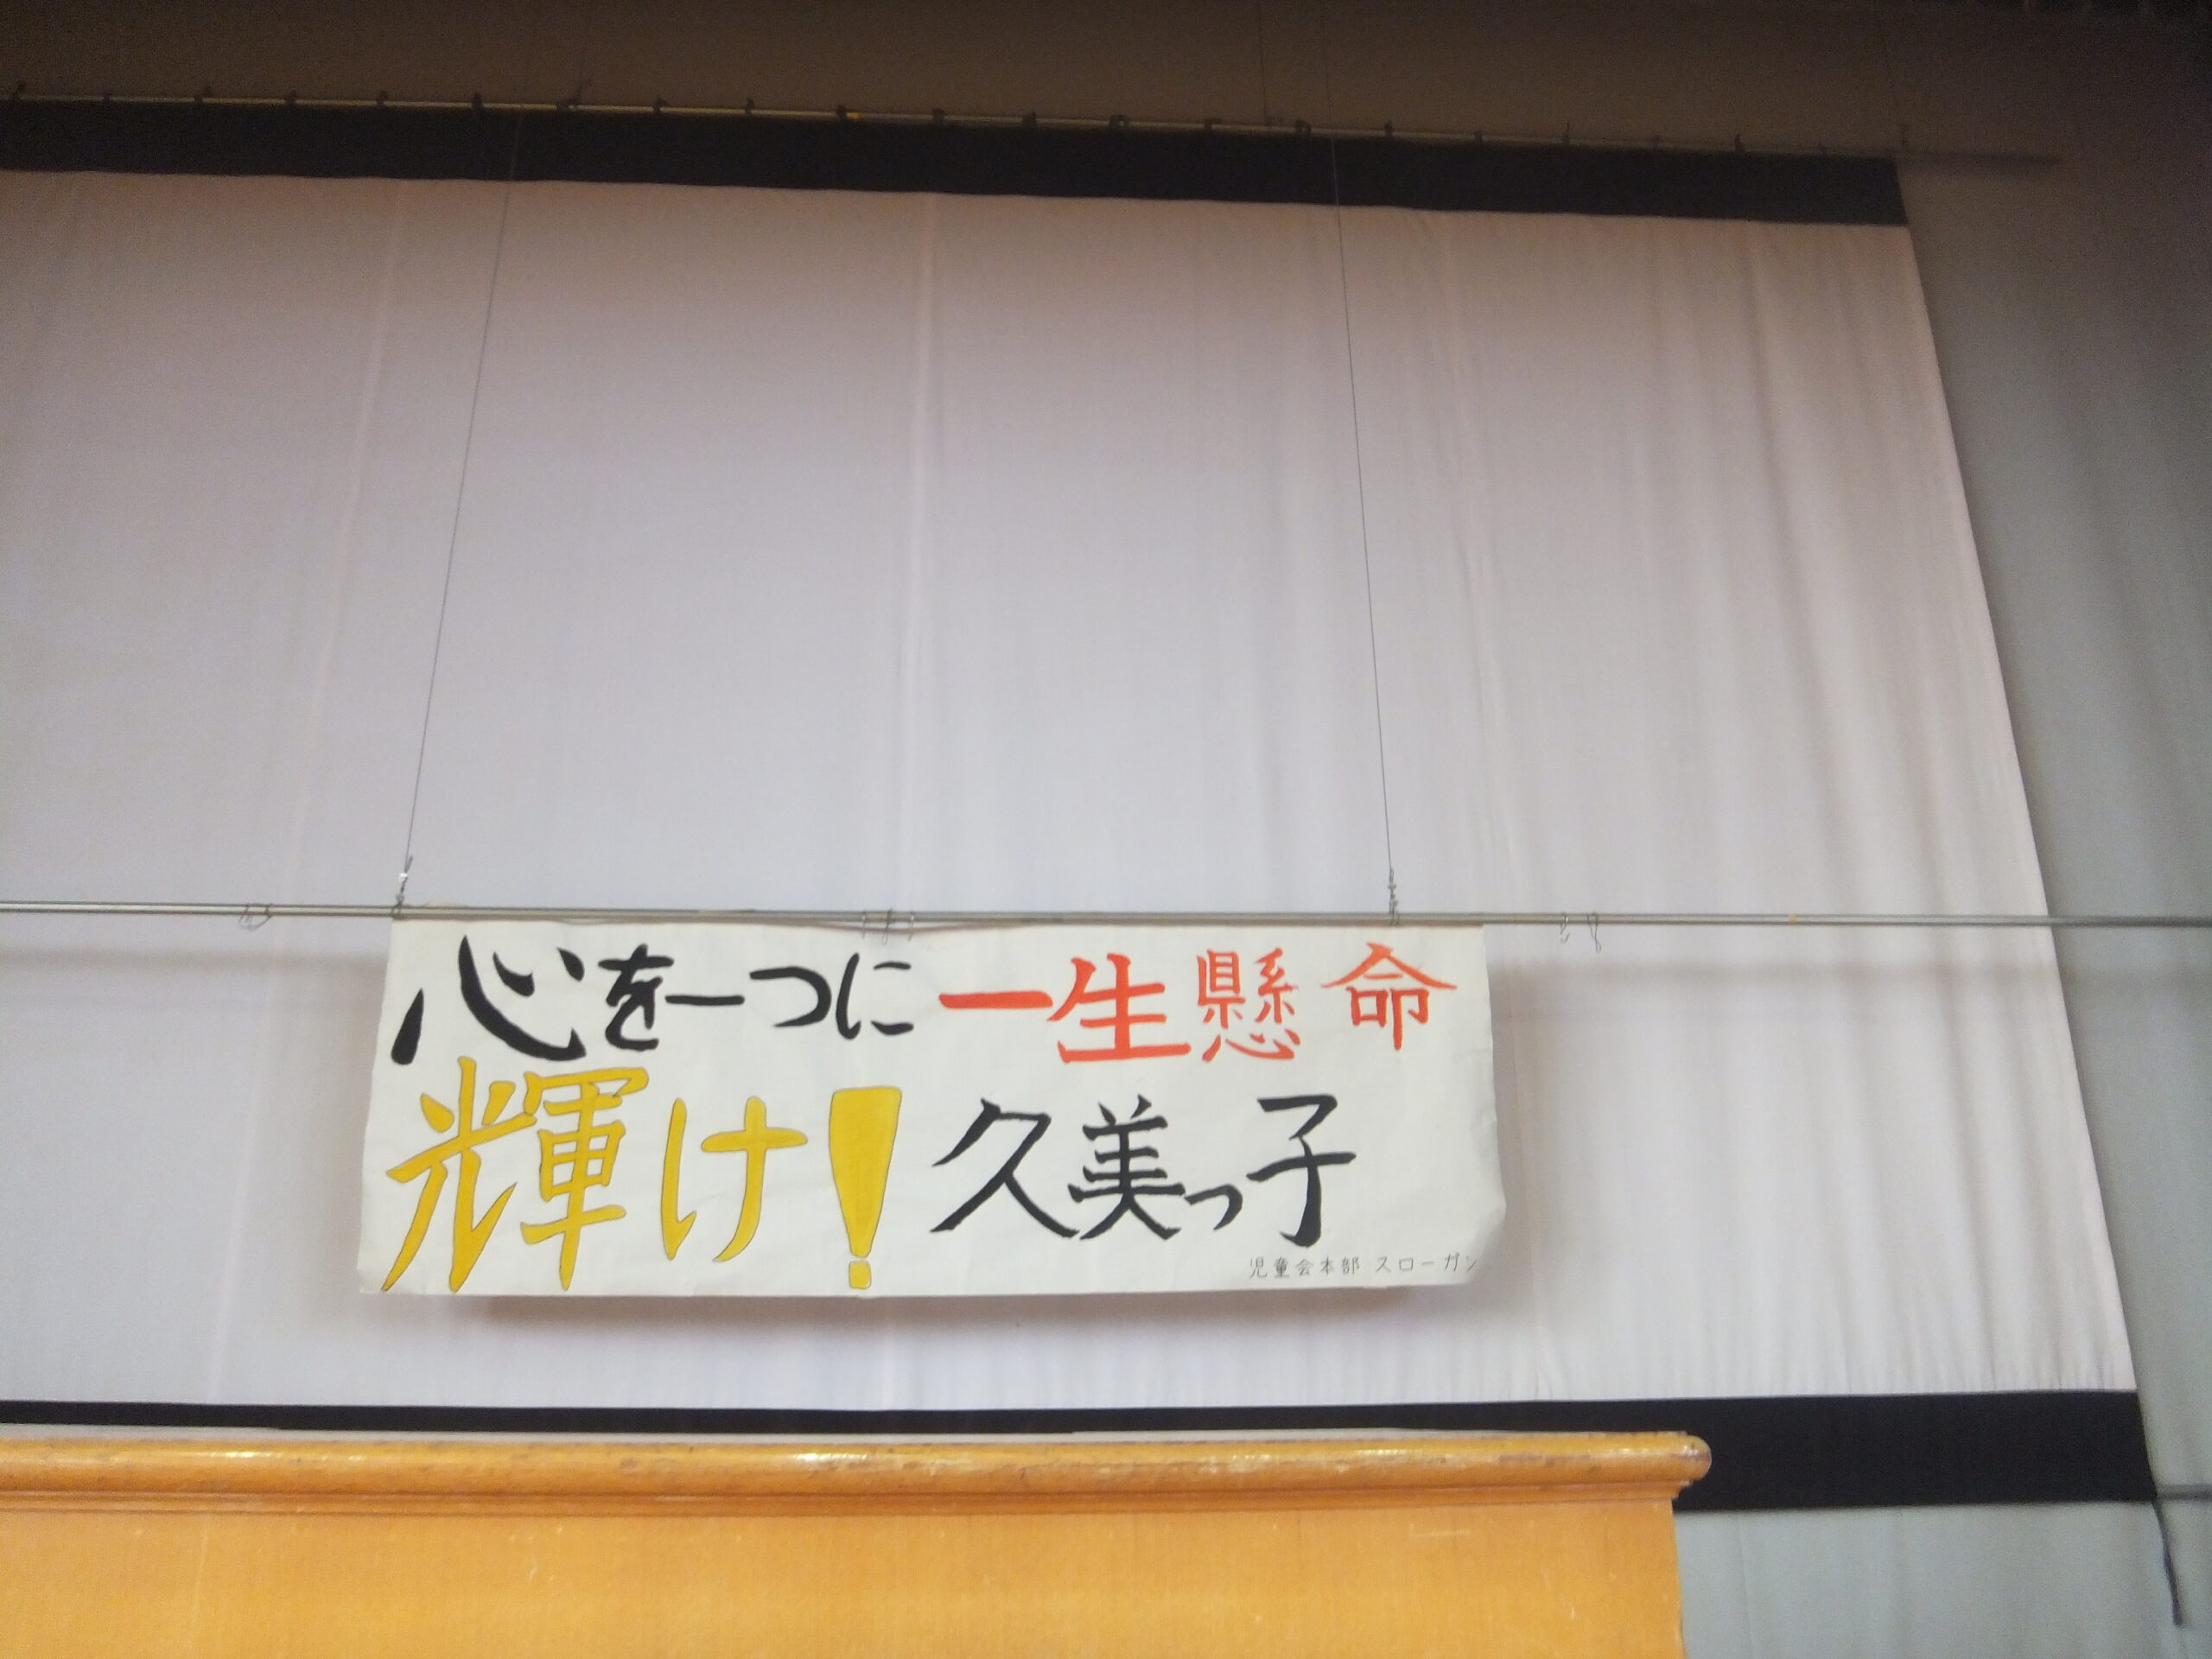 心を一つに一生懸命
輝け!久美っ子
児童会本部 スローガン